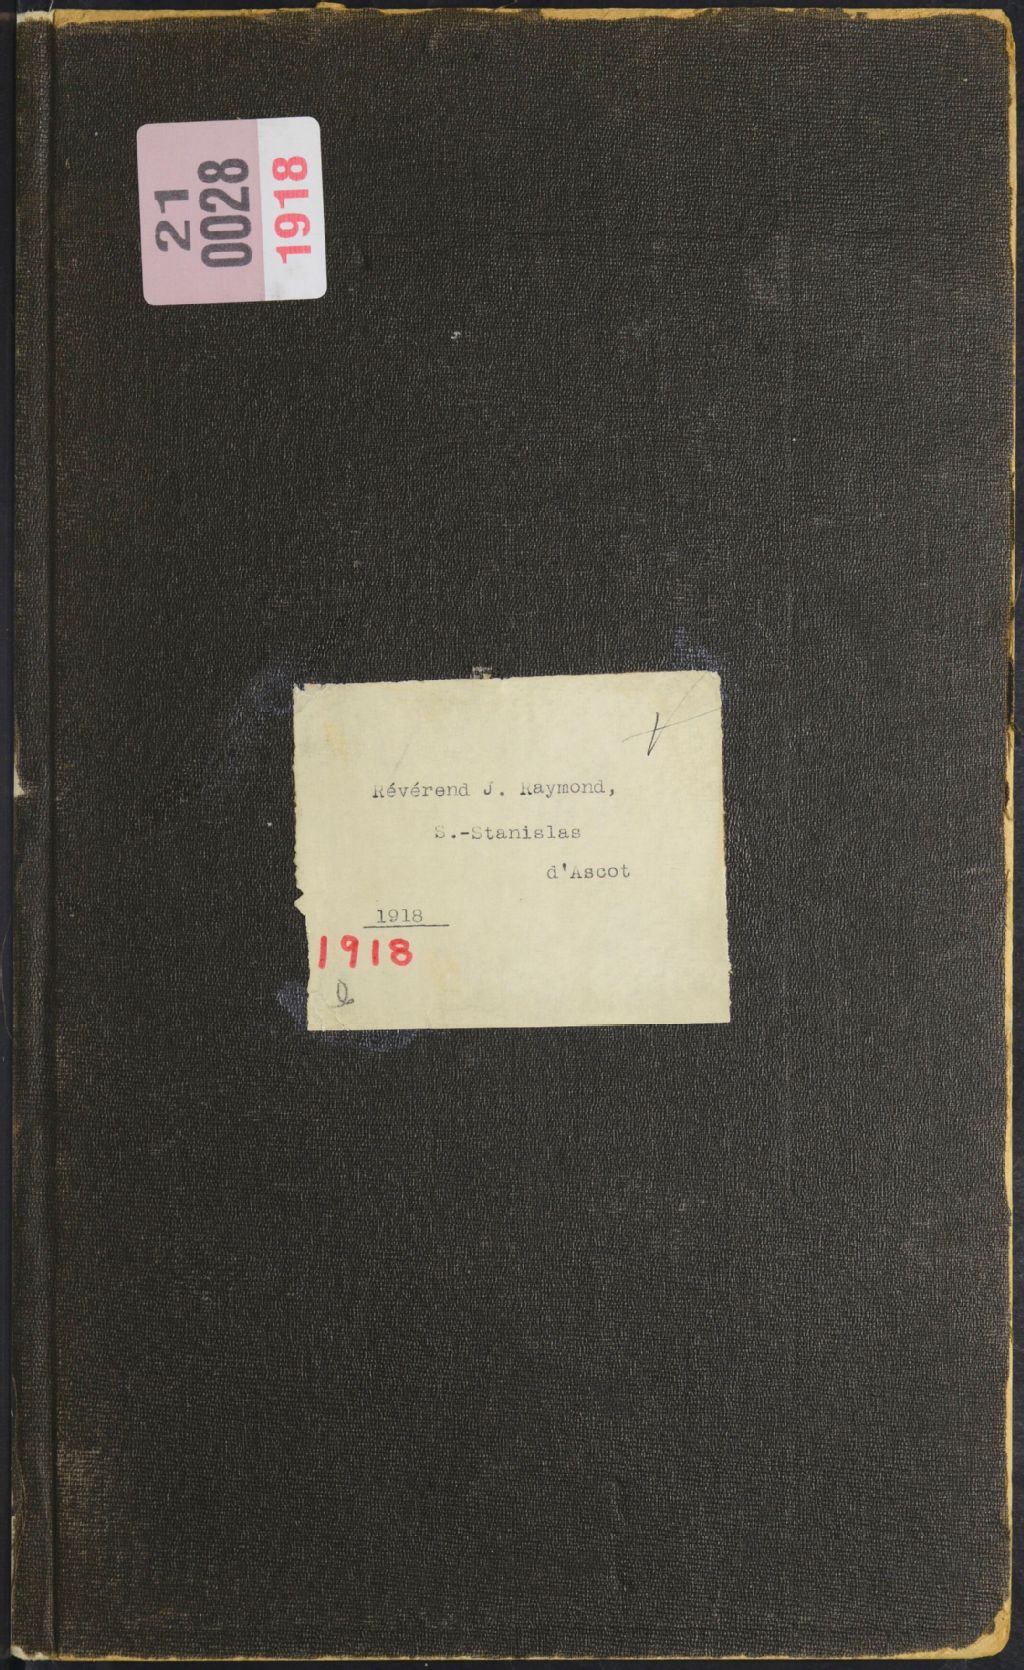 21
0028
1918
Révérend J. Raymond,
S.-Stanislas
d'Ascot
1918
1918